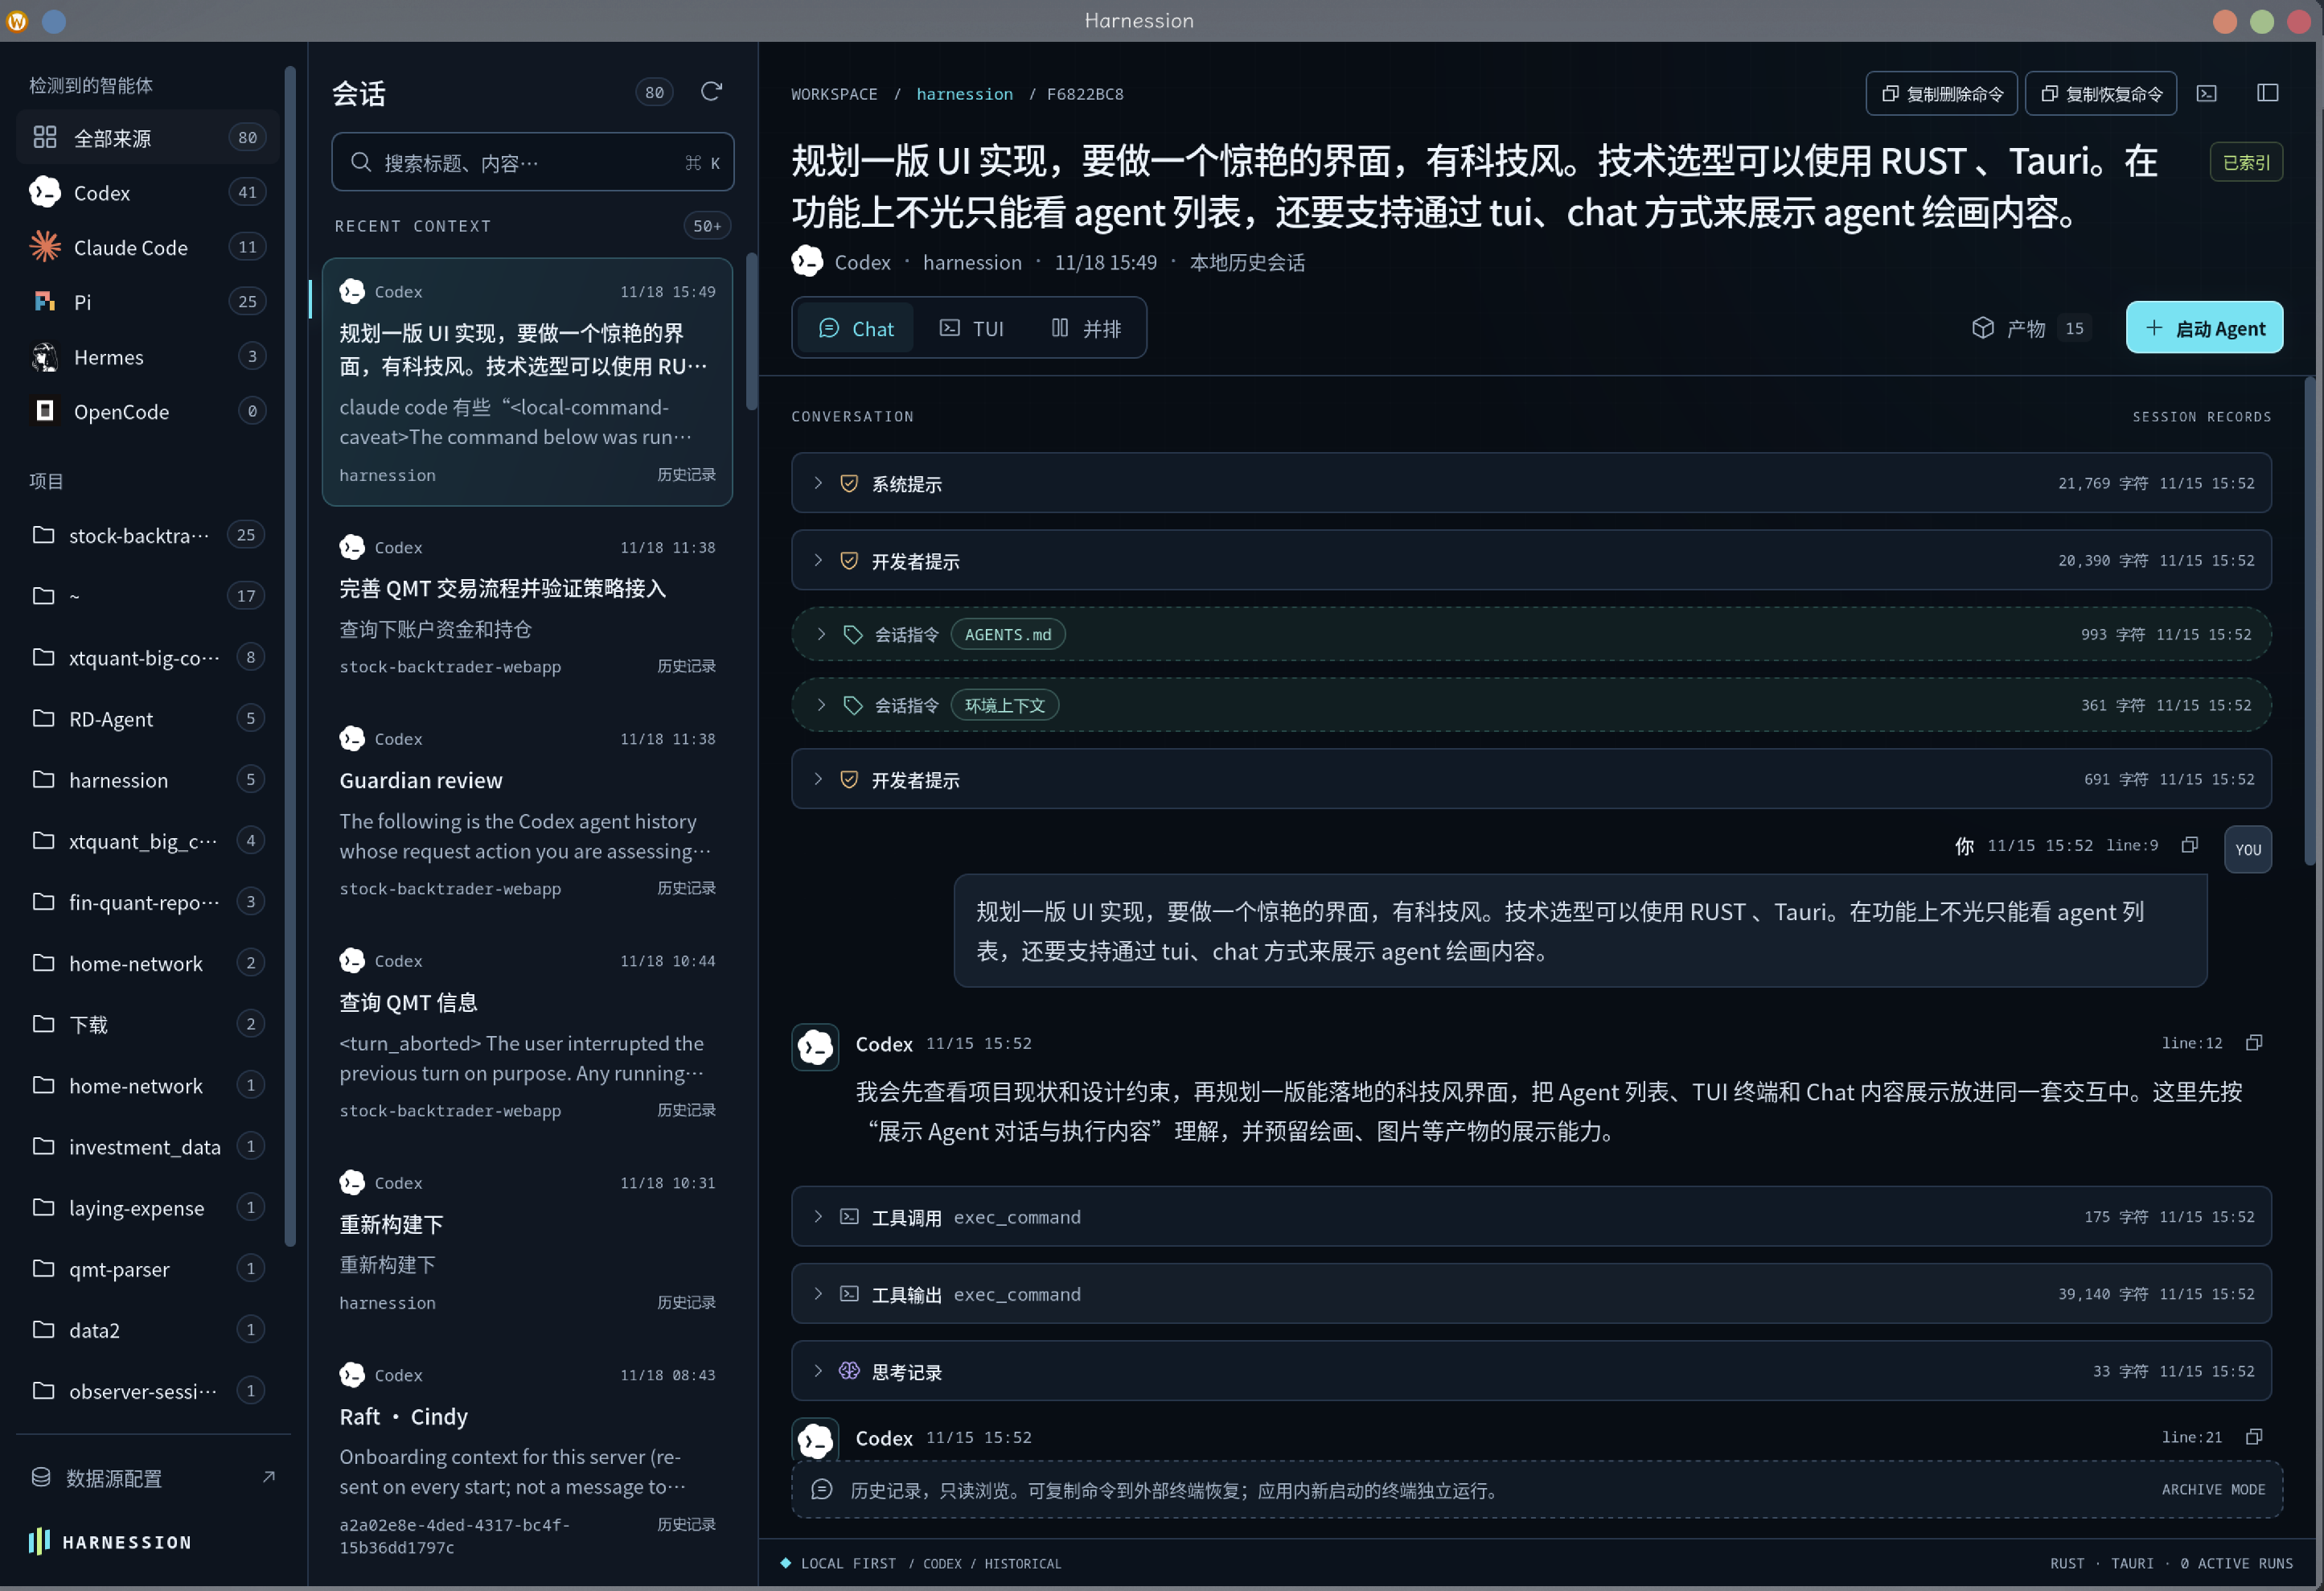 Harnession
检测到的智能体
全部来源 80
Codex 41
Claude Code 11
Pi 25
Hermes 3
OpenCode 0
项目
stock-backtra… 25
~ 17
xtquant-big-co… 8
RD-Agent 5
harnession 5
xtquant_big_c… 4
fin-quant-repo… 3
home-network 2
下载 2
home-network 1
investment_data 1
laying-expense 1
qmt-parser 1
data2 1
observer-sessi… 1
数据源配置
HARNESSION
会话 80
搜索标题、内容… ⌘ K
RECENT CONTEXT 50+
Codex 11/18 15:49
规划一版 UI 实现，要做一个惊艳的界
面，有科技风。技术选型可以使用 RU…
claude code 有些“<local-command-
caveat>The command below was run…
harnession 历史记录
Codex 11/18 11:38
完善 QMT 交易流程并验证策略接入
查询下账户资金和持仓
stock-backtrader-webapp 历史记录
Codex 11/18 11:38
Guardian review
The following is the Codex agent history
whose request action you are assessing…
stock-backtrader-webapp 历史记录
Codex 11/18 10:44
查询 QMT 信息
<turn_aborted> The user interrupted the
previous turn on purpose. Any running…
stock-backtrader-webapp 历史记录
Codex 11/18 10:31
重新构建下
重新构建下
harnession 历史记录
Codex 11/18 08:43
Raft · Cindy
Onboarding context for this server (re-
sent on every start; not a message to…
a2a02e8e-4ded-4317-bc4f-
15b36dd1797c 历史记录
WORKSPACE / harnession / F6822BC8
复制删除命令 复制恢复命令
规划一版 UI 实现，要做一个惊艳的界面，有科技风。技术选型可以使用 RUST 、Tauri。在
功能上不光只能看 agent 列表，还要支持通过 tui、chat 方式来展示 agent 绘画内容。
已索引
Codex · harnession · 11/18 15:49 · 本地历史会话
Chat TUI 并排
产物 15 + 启动 Agent
CONVERSATION SESSION RECORDS
系统提示 21,769 字符 11/15 15:52
开发者提示 20,390 字符 11/15 15:52
会话指令 AGENTS.md 993 字符 11/15 15:52
会话指令 环境上下文 361 字符 11/15 15:52
开发者提示 691 字符 11/15 15:52
你 11/15 15:52 line:9 YOU
规划一版 UI 实现，要做一个惊艳的界面，有科技风。技术选型可以使用 RUST 、Tauri。在功能上不光只能看 agent 列
表，还要支持通过 tui、chat 方式来展示 agent 绘画内容。
Codex 11/15 15:52 line:12
我会先查看项目现状和设计约束，再规划一版能落地的科技风界面，把 Agent 列表、TUI 终端和 Chat 内容展示放进同一套交互中。这里先按
“展示 Agent 对话与执行内容”理解，并预留绘画、图片等产物的展示能力。
工具调用 exec_command 175 字符 11/15 15:52
工具输出 exec_command 39,140 字符 11/15 15:52
思考记录 33 字符 11/15 15:52
Codex 11/15 15:52 line:21
历史记录，只读浏览。可复制命令到外部终端恢复；应用内新启动的终端独立运行。 ARCHIVE MODE
LOCAL FIRST / CODEX / HISTORICAL
RUST · TAURI · 0 ACTIVE RUNS